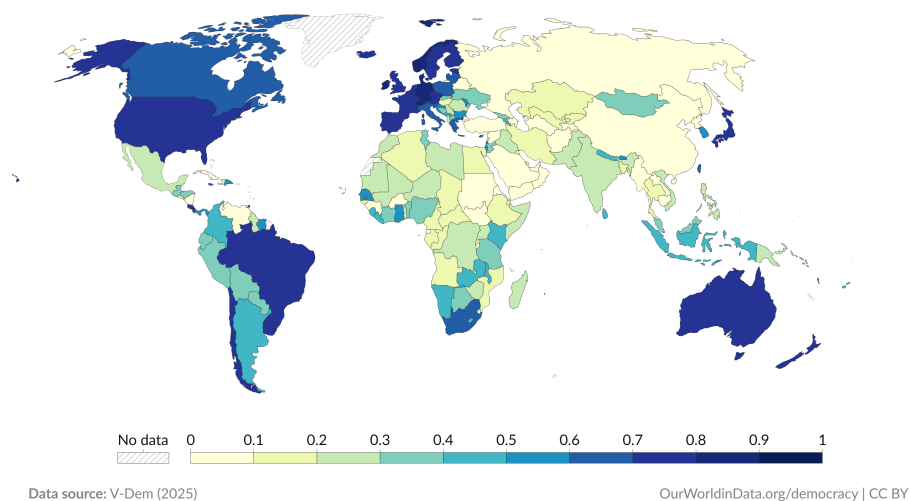 No data 0 0.1 0.2 0.3 0.4 0.5 0.6 0.7 0.8 0.9 1
Data source: V-Dem (2025) OurWorldinData.org/democracy | CC BY